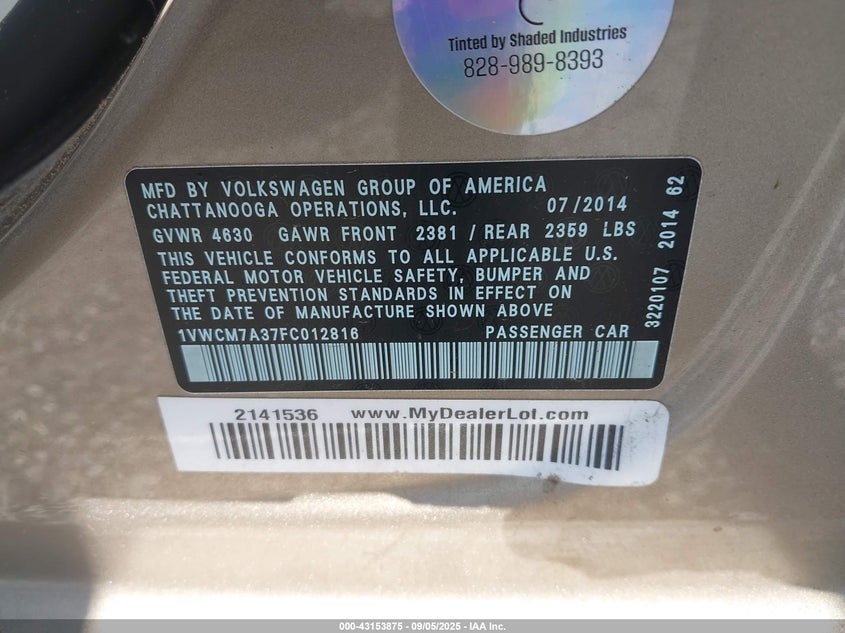 Tinted by Shaded Industries
828-989-8393
MFD BY VOLKSWAGEN GROUP OF AMERICA
CHATTANOOGA OPERATIONS, LLC. 07/2014
GVWR 4630 GAWR FRONT 2381 / REAR 2359 LBS
THIS VEHICLE CONFORMS TO ALL APPLICABLE U.S.
FEDERAL MOTOR VEHICLE SAFETY, BUMPER AND
THEFT PREVENTION STANDARDS IN EFFECT ON
THE DATE OF MANUFACTURE SHOWN ABOVE
1VWCM7A37FC012816 PASSENGER CAR
3220107 2014 62
2141536 www.MyDealerLot.com
000-43153875 - 09/05/2025 - IAA Inc.